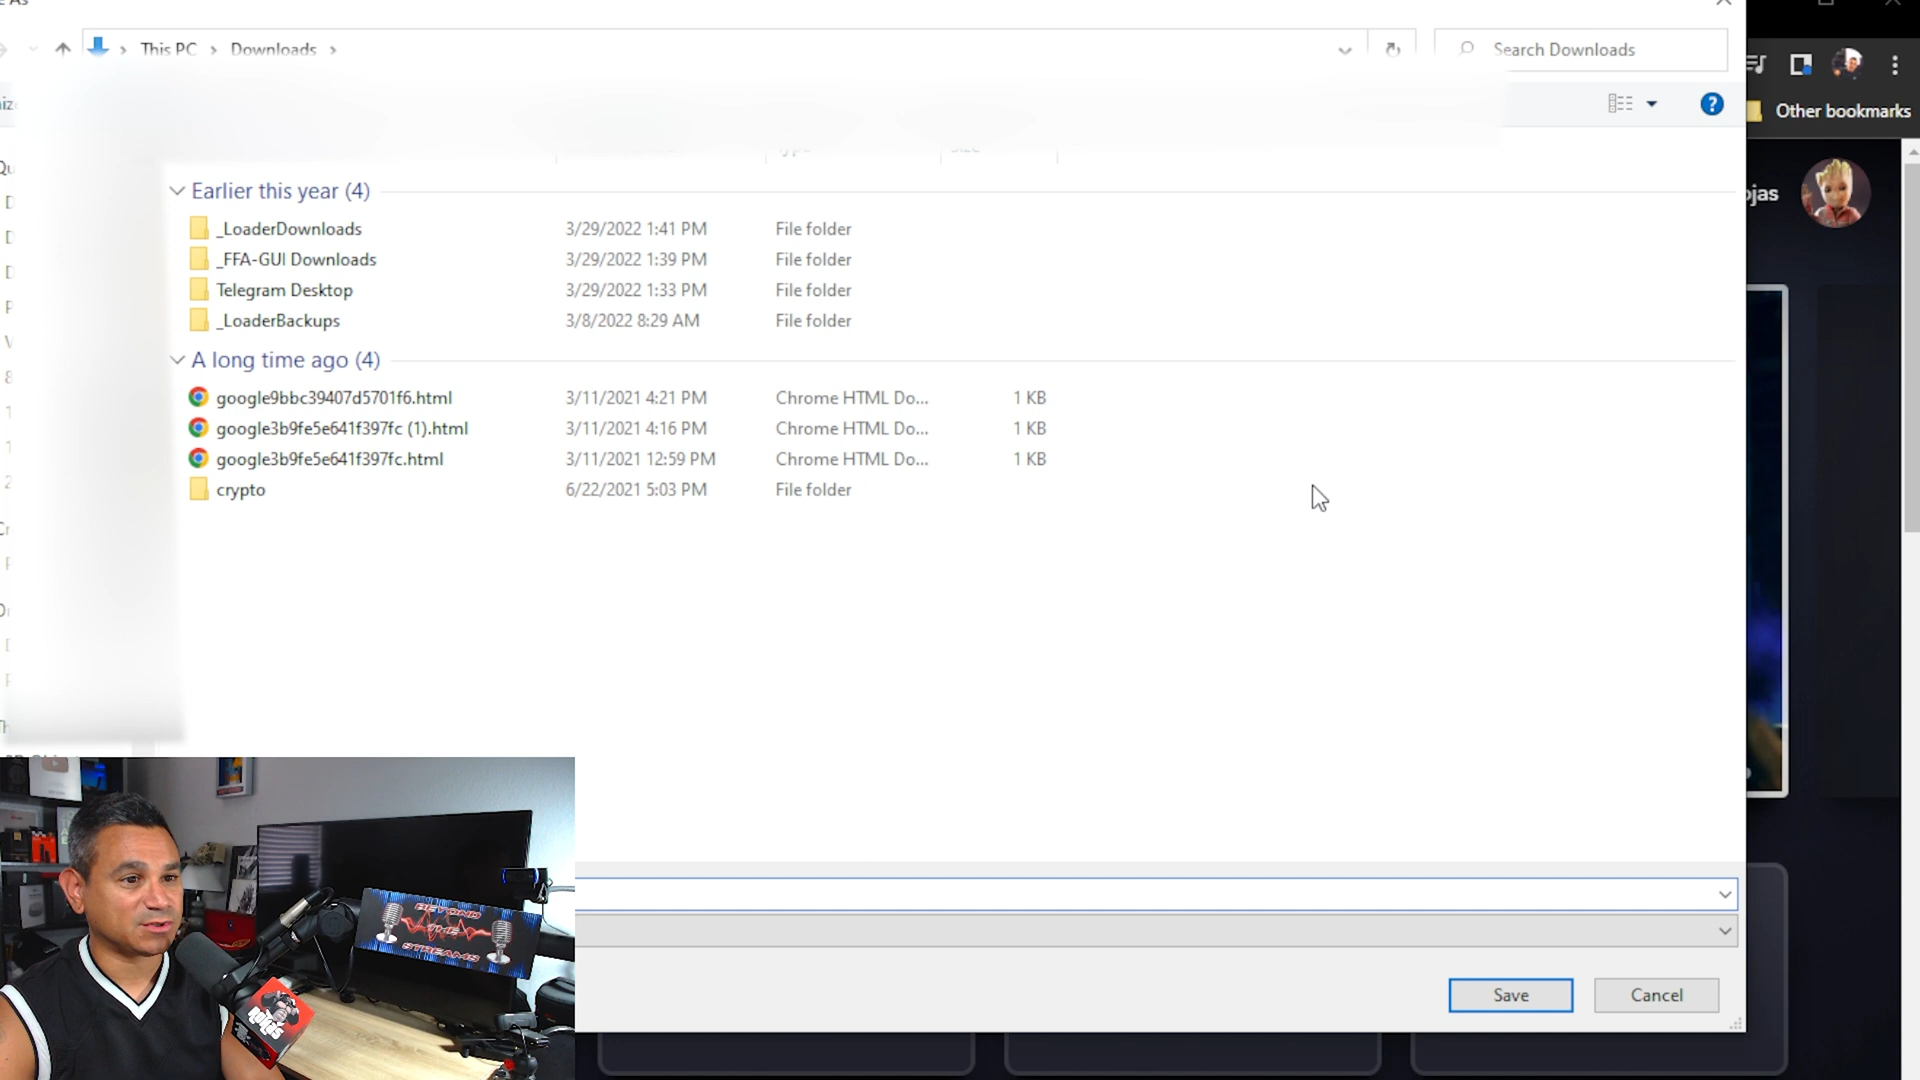 This PC > Downloads >
Search Downloads
Other bookmarks
Earlier this year (4)
_LoaderDownloads 3/29/2022 1:41 PM File folder
_FFA-GUI Downloads 3/29/2022 1:39 PM File folder
Telegram Desktop 3/29/2022 1:33 PM File folder
_LoaderBackups 3/8/2022 8:29 AM File folder
A long time ago (4)
google9bbc39407d5701f6.html 3/11/2021 4:21 PM Chrome HTML Do... 1 KB
google3b9fe5e641f397fc (1).html 3/11/2021 4:16 PM Chrome HTML Do... 1 KB
google3b9fe5e641f397fc.html 3/11/2021 12:59 PM Chrome HTML Do... 1 KB
crypto 6/22/2021 5:03 PM File folder
BEYOND
THE
STREAMS
Save Cancel